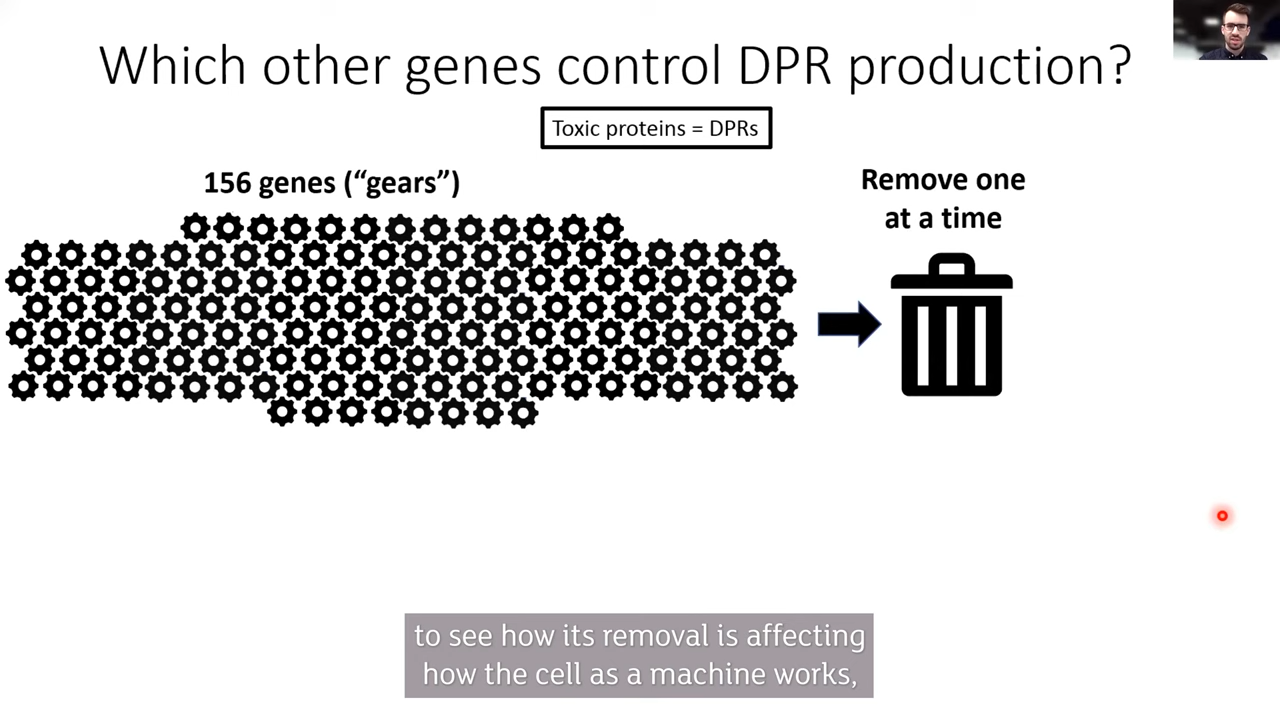 Which other genes control DPR production?
Toxic proteins = DPRs
156 genes (“gears”)
Remove one
at a time
to see how its removal is affecting
how the cell as a machine works,